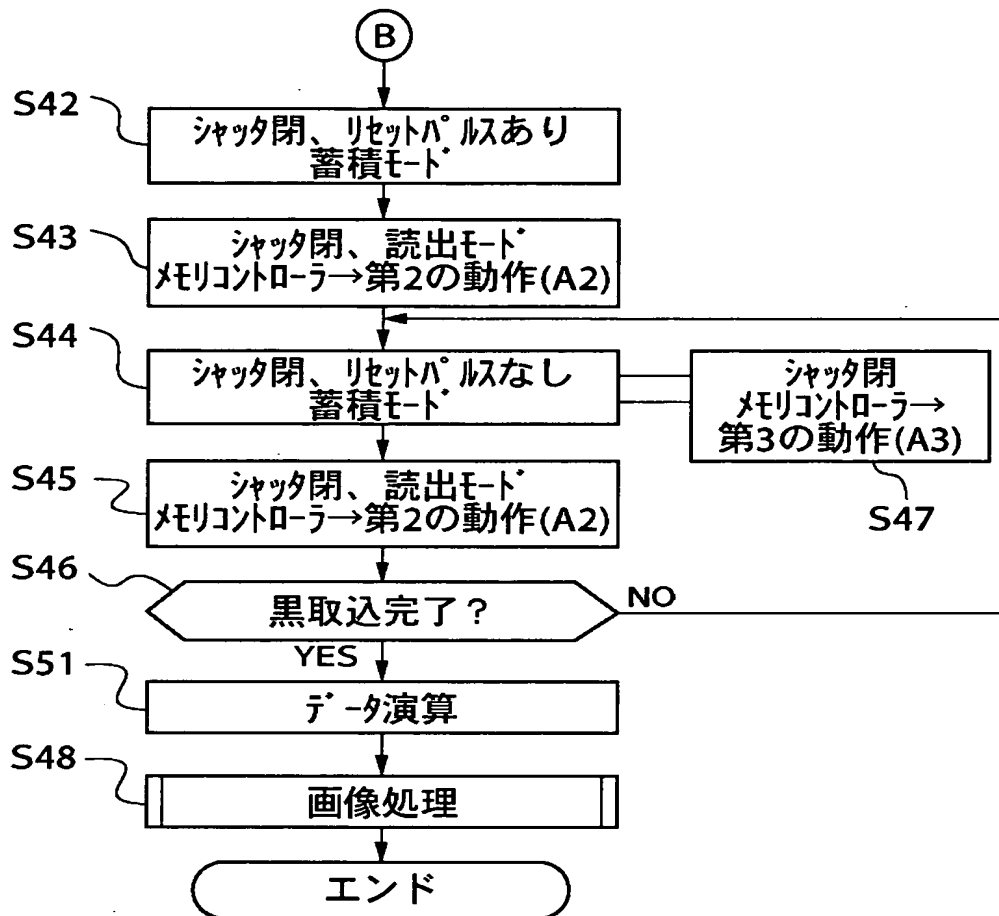 B
S42
ｼｬｯﾀ閉、ﾘｾｯﾄﾊﾟﾙｽあり
蓄積ﾓｰﾄﾞ
S43
ｼｬｯﾀ閉、読出ﾓｰﾄﾞ
ﾒﾓﾘｺﾝﾄﾛｰﾗ→第2の動作(A2)
S44
ｼｬｯﾀ閉、ﾘｾｯﾄﾊﾟﾙｽなし
蓄積ﾓｰﾄﾞ
ｼｬｯﾀ閉
ﾒﾓﾘｺﾝﾄﾛｰﾗ→
第3の動作(A3)
S47
S45
ｼｬｯﾀ閉、読出ﾓｰﾄﾞ
ﾒﾓﾘｺﾝﾄﾛｰﾗ→第2の動作(A2)
S46
黒取込完了？
NO
YES
S51
ﾃﾞｰﾀ演算
S48
画像処理
エンド